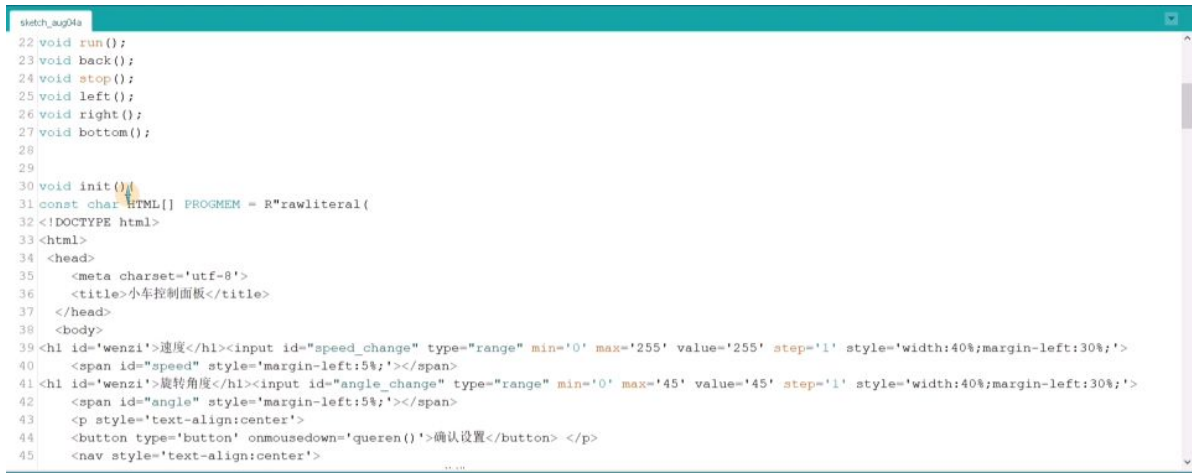 sketch_aug04a
22 void run();
23 void back();
24 void stop();
25 void left();
26 void right();
27 void bottom();
28
29
30 void init(){
31 const char HTML[] PROGMEM = R"rawliteral(
32 <!DOCTYPE html>
33 <html>
34 <head>
35 <meta charset='utf-8'>
36 <title>小车控制面板</title>
37 </head>
38 <body>
39 <h1 id='wenzi'>速度</h1><input id="speed_change" type="range" min='0' max='255' value='255' step='1' style='width:40%;margin-left:30%;'>
40 <span id="speed" style='margin-left:5%;'></span>
41 <h1 id='wenzi'>旋转角度</h1><input id="angle_change" type="range" min='0' max='45' value='45' step='1' style='width:40%;margin-left:30%;'>
42 <span id="angle" style='margin-left:5%;'></span>
43 <p style='text-align:center'>
44 <button type='button' onmousedown='queren()'>确认设置</button> </p>
45 <nav style='text-align:center'>